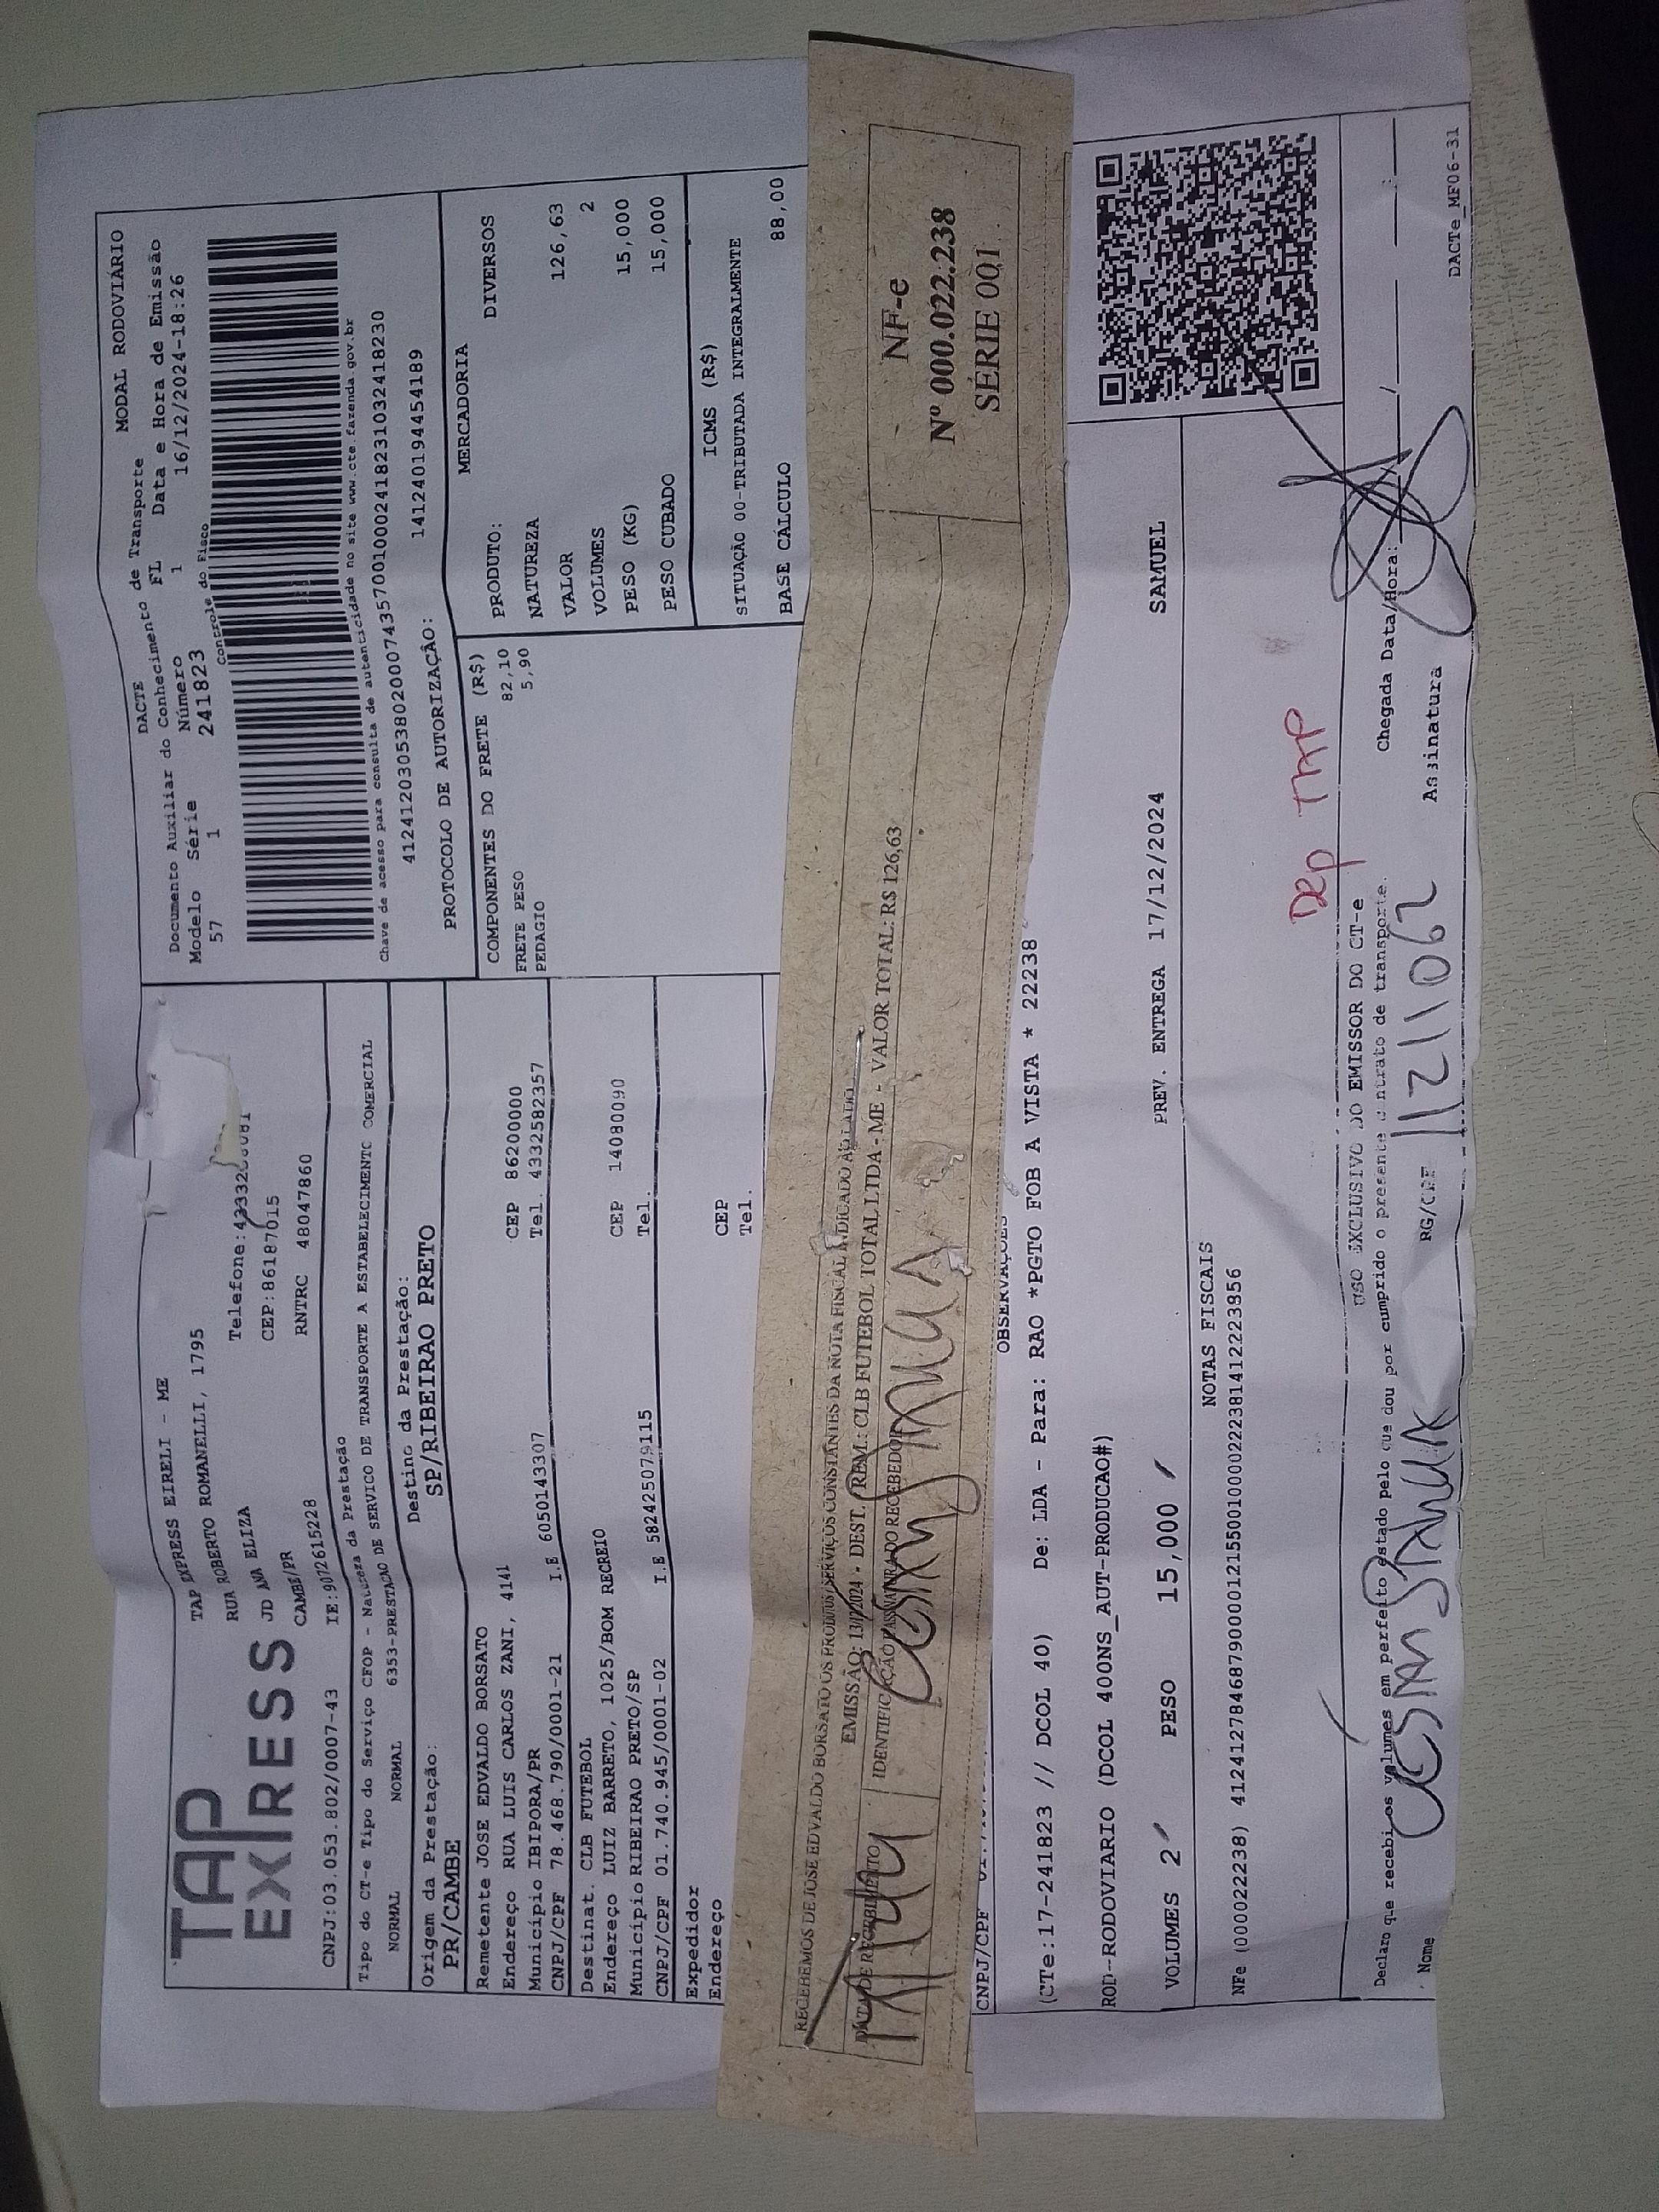 TAP
EXPRESS
TAP EXPRESS EIRELI - ME
RUA ROBERTO ROMANELLI, 1795
JD ANA ELIZA
CAMBÉ/PR
CEP:86187015
CNPJ:03.053.802/0007-43 IE:9072615228 RNTRC 48047860
DACTE MODAL RODOVIÁRIO
Documento Auxiliar do Conhecimento de Transporte
Modelo Série Número FL Data e Hora de Emissão
57 1 241823 1 16/12/2024-18:26
Controle do Fisco
Chave de acesso para consulta de autenticidade no site www.cte.fazenda.gov.br
41241203053802000743570010002418231032418230
PROTOCOLO DE AUTORIZAÇÃO: 141240194454189
Tipo do CT-e Tipo do Serviço CFOP - Natureza da Prestação
NORMAL NORMAL 6353-PRESTACAO DE SERVICO DE TRANSPORTE A ESTABELECIMENTO COMERCIAL
Origem da Prestação: Destino da Prestação:
PR/CAMBE SP/RIBEIRAO PRETO
Remetente JOSE EDVALDO BORSATO
Endereço RUA LUIS CARLOS ZANI, 4141 CEP 86200000
Município IBIPORA/PR Tel. 4332582357
CNPJ/CPF 78.468.790/0001-21 I.E 6050143307
Destinat. CLB FUTEBOL
Endereço LUIZ BARRETO, 1025/BOM RECREIO CEP 14080090
Município RIBEIRAO PRETO/SP Tel.
CNPJ/CPF 01.740.945/0001-02 I.E 582425079115
Expedidor CEP
Endereço Tel.
COMPONENTES DO FRETE (R$)
FRETE PESO 82,10
PEDAGIO 5,90
MERCADORIA
PRODUTO: DIVERSOS
NATUREZA
VALOR 126,63
VOLUMES 2
PESO (KG) 15,000
PESO CUBADO 15,000
ICMS (R$)
SITUAÇÃO 00-TRIBUTADA INTEGRALMENTE
BASE CÁLCULO 88,00
RECEBEMOS DE JOSE EDVALDO BORSATO OS PRODUTOS/SERVIÇOS CONSTANTES DA NOTA FISCAL INDICADO AO LADO
EMISSÃO: 13/12/2024 - DEST. / REM.: CLB FUTEBOL TOTAL LTDA - ME - VALOR TOTAL: R$ 126,63
DATA DE RECEBIMENTO IDENTIFICAÇÃO E ASSINATURA DO RECEBEDOR
NF-e
Nº 000.022.238
SÉRIE 001
CNPJ/CPF
OBSERVAÇÕES
(CTe:17-241823 // DCOL 40) De: LDA - Para: RAO *PGTO FOB A VISTA * 22238
ROD-RODOVIARIO (DCOL 400NS_AUT-PRODUCAO#)
VOLUMES 2 PESO 15,000 PREV. ENTREGA 17/12/2024 SAMUEL
NOTAS FISCAIS
NFe (000022238) 41241278468790000121550010000222381412223856
Dep TAP
USO EXCLUSIVO DO EMISSOR DO CT-e
Declaro que recebi os volumes em perfeito estado pelo que dou por cumprido o presente contrato de transporte. Chegada Data/Hora: / :
Nome RG/CPF 11211062 Assinatura
DACTe_MF06-31